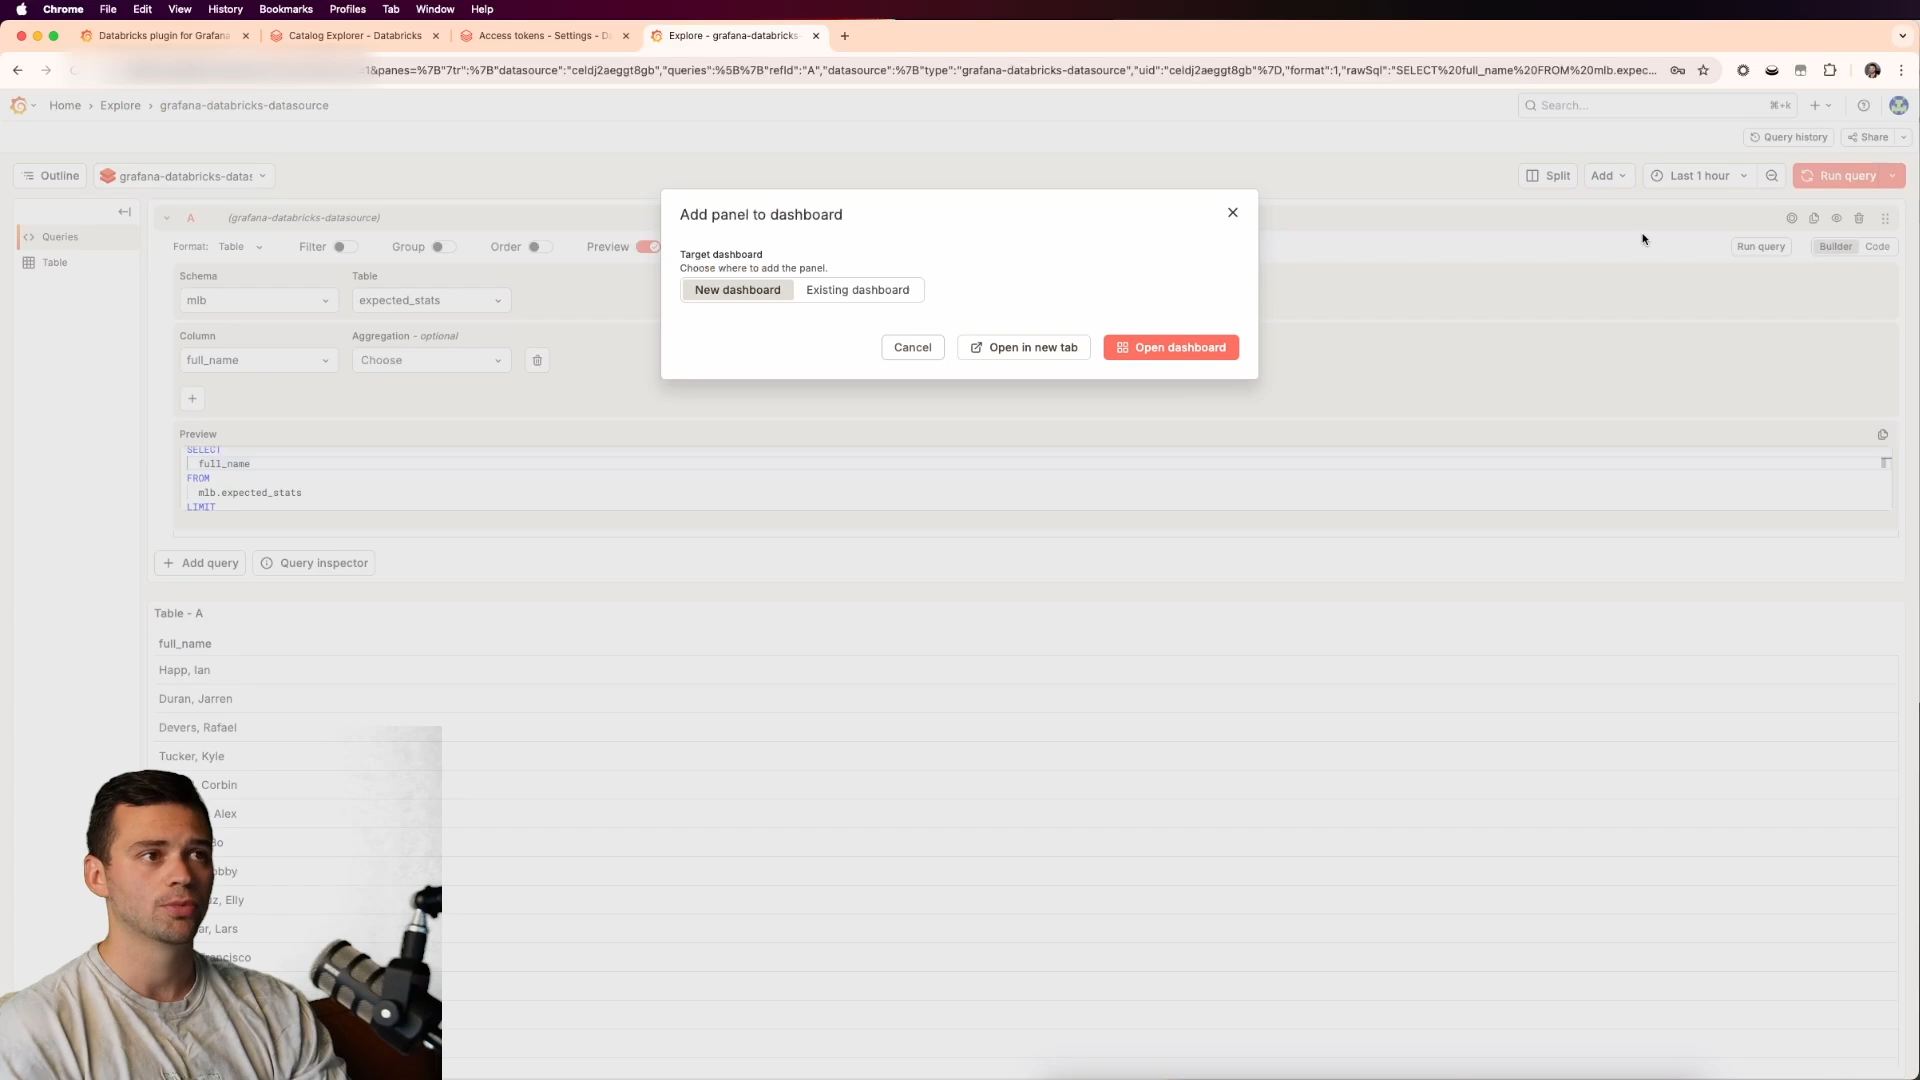 Chrome File Edit View History Bookmarks Profiles Tab Window Help
Databricks plugin for Grafana
Catalog Explorer - Databricks
Access tokens - Settings - D
Explore - grafana-databricks-
=1&panes=%7B"7tr":%7B"datasource":"celdj2aeggt8gb","queries":%5B%7B"refId":"A","datasource":%7B"type":"grafana-databricks-datasource","uid":"celdj2aeggt8gb"%7D,"format":1,"rawSql":"SELECT%20full_name%20FROM%20mlb.expec...
Home › Explore › grafana-databricks-datasource
Search...
⌘+k
Query history
Share
Outline
grafana-databricks-datas
Split
Add
Last 1 hour
Run query
Queries
Table
A
(grafana-databricks-datasource)
Format: Table
Filter
Group
Order
Preview
Run query
Builder
Code
Schema
Table
mlb
expected_stats
Column
Aggregation - optional
full_name
Choose
+
Preview
SELECT
full_name
FROM
mlb.expected_stats
LIMIT
+ Add query
Query inspector
Add panel to dashboard
Target dashboard
Choose where to add the panel.
New dashboard
Existing dashboard
Cancel
Open in new tab
Open dashboard
Table - A
full_name
Happ, Ian
Duran, Jarren
Devers, Rafael
Tucker, Kyle
, Corbin
Alex
Bo
obby
uz, Elly
ar, Lars
ancisco